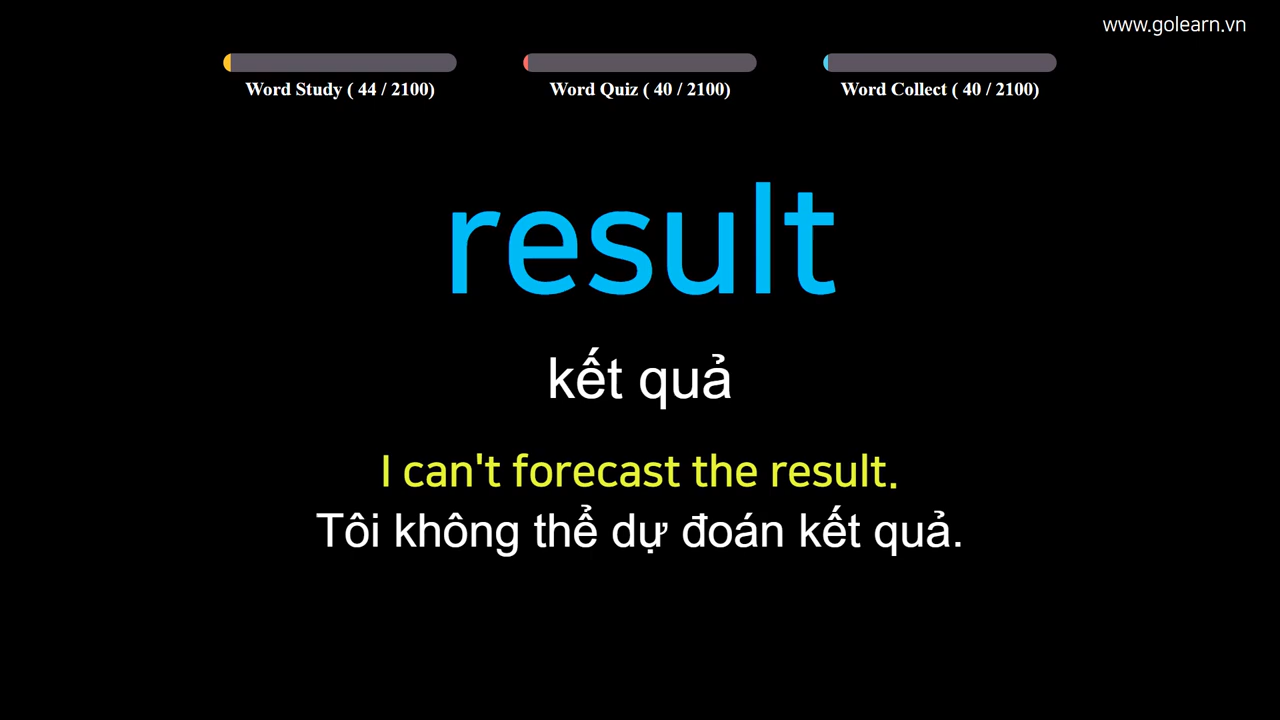 www.golearn.vn
Word Study ( 44 / 2100) Word Quiz ( 40 / 2100) Word Collect ( 40 / 2100)
result
kết quả
I can't forecast the result.
Tôi không thể dự đoán kết quả.